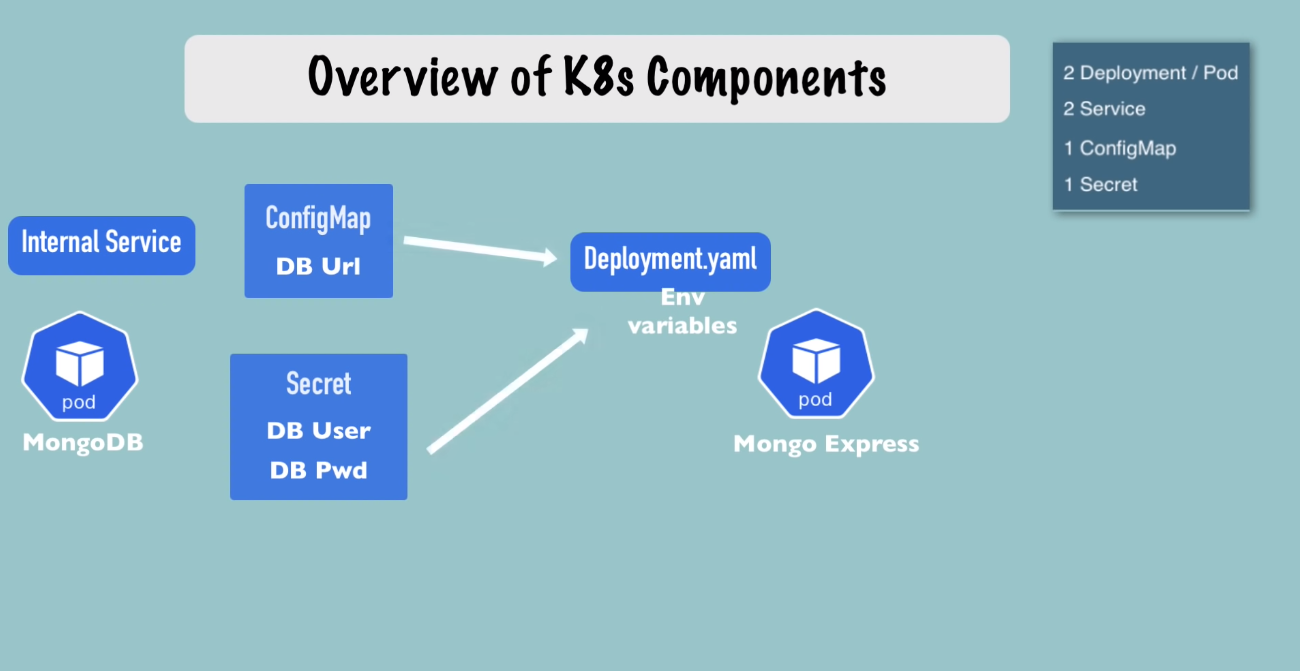 Overview of K8s Components
2 Deployment / Pod
2 Service
1 ConfigMap
1 Secret
Internal Service
pod
MongoDB
ConfigMap
DB Url
Secret
DB User
DB Pwd
Deployment.yaml
Env
variables
pod
Mongo Express